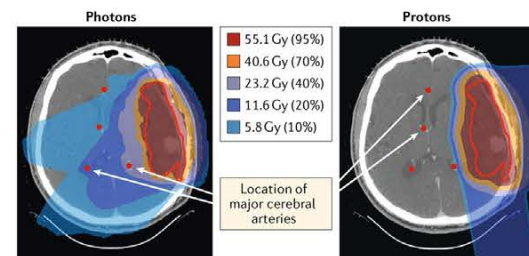 Photons
Protons
55.1 Gy (95%)
40.6 Gy (70%)
23.2 Gy (40%)
11.6 Gy (20%)
5.8 Gy (10%)
Location of
major cerebral
arteries